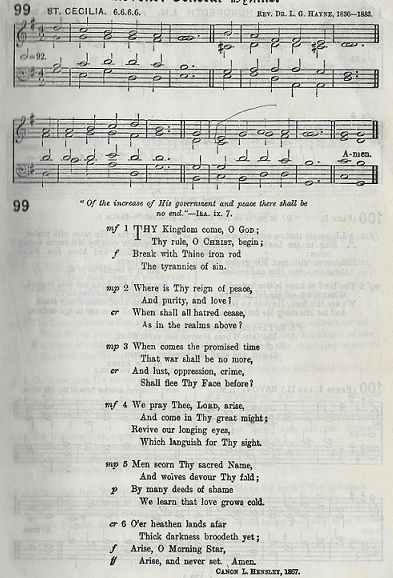 General Hymns.
99 ST. CECILIA. 6.6.6.6. REV. DR. L. G. HAYNE, 1836—1883.
=92.
A-men.
99
"Of the increase of His government and peace there shall be
no end."—ISA. ix. 7.
mf 1 THY Kingdom come, O GOD;
Thy rule, O CHRIST, begin;
f Break with Thine iron rod
The tyrannies of sin.
mp 2 Where is Thy reign of peace,
And purity, and love?
cr When shall all hatred cease,
As in the realms above?
mp 3 When comes the promised time
That war shall be no more,
cr And lust, oppression, crime,
Shall flee Thy Face before?
mf 4 We pray Thee, LORD, arise,
And come in Thy great might;
Revive our longing eyes,
Which languish for Thy sight.
mp 5 Men scorn Thy sacred Name,
And wolves devour Thy fold;
p By many deeds of shame
We learn that love grows cold.
cr 6 O'er heathen lands afar
Thick darkness broodeth yet;
f Arise, O Morning Star,
ff Arise, and never set. Amen.
CANON L. HENSLEY, 1867.